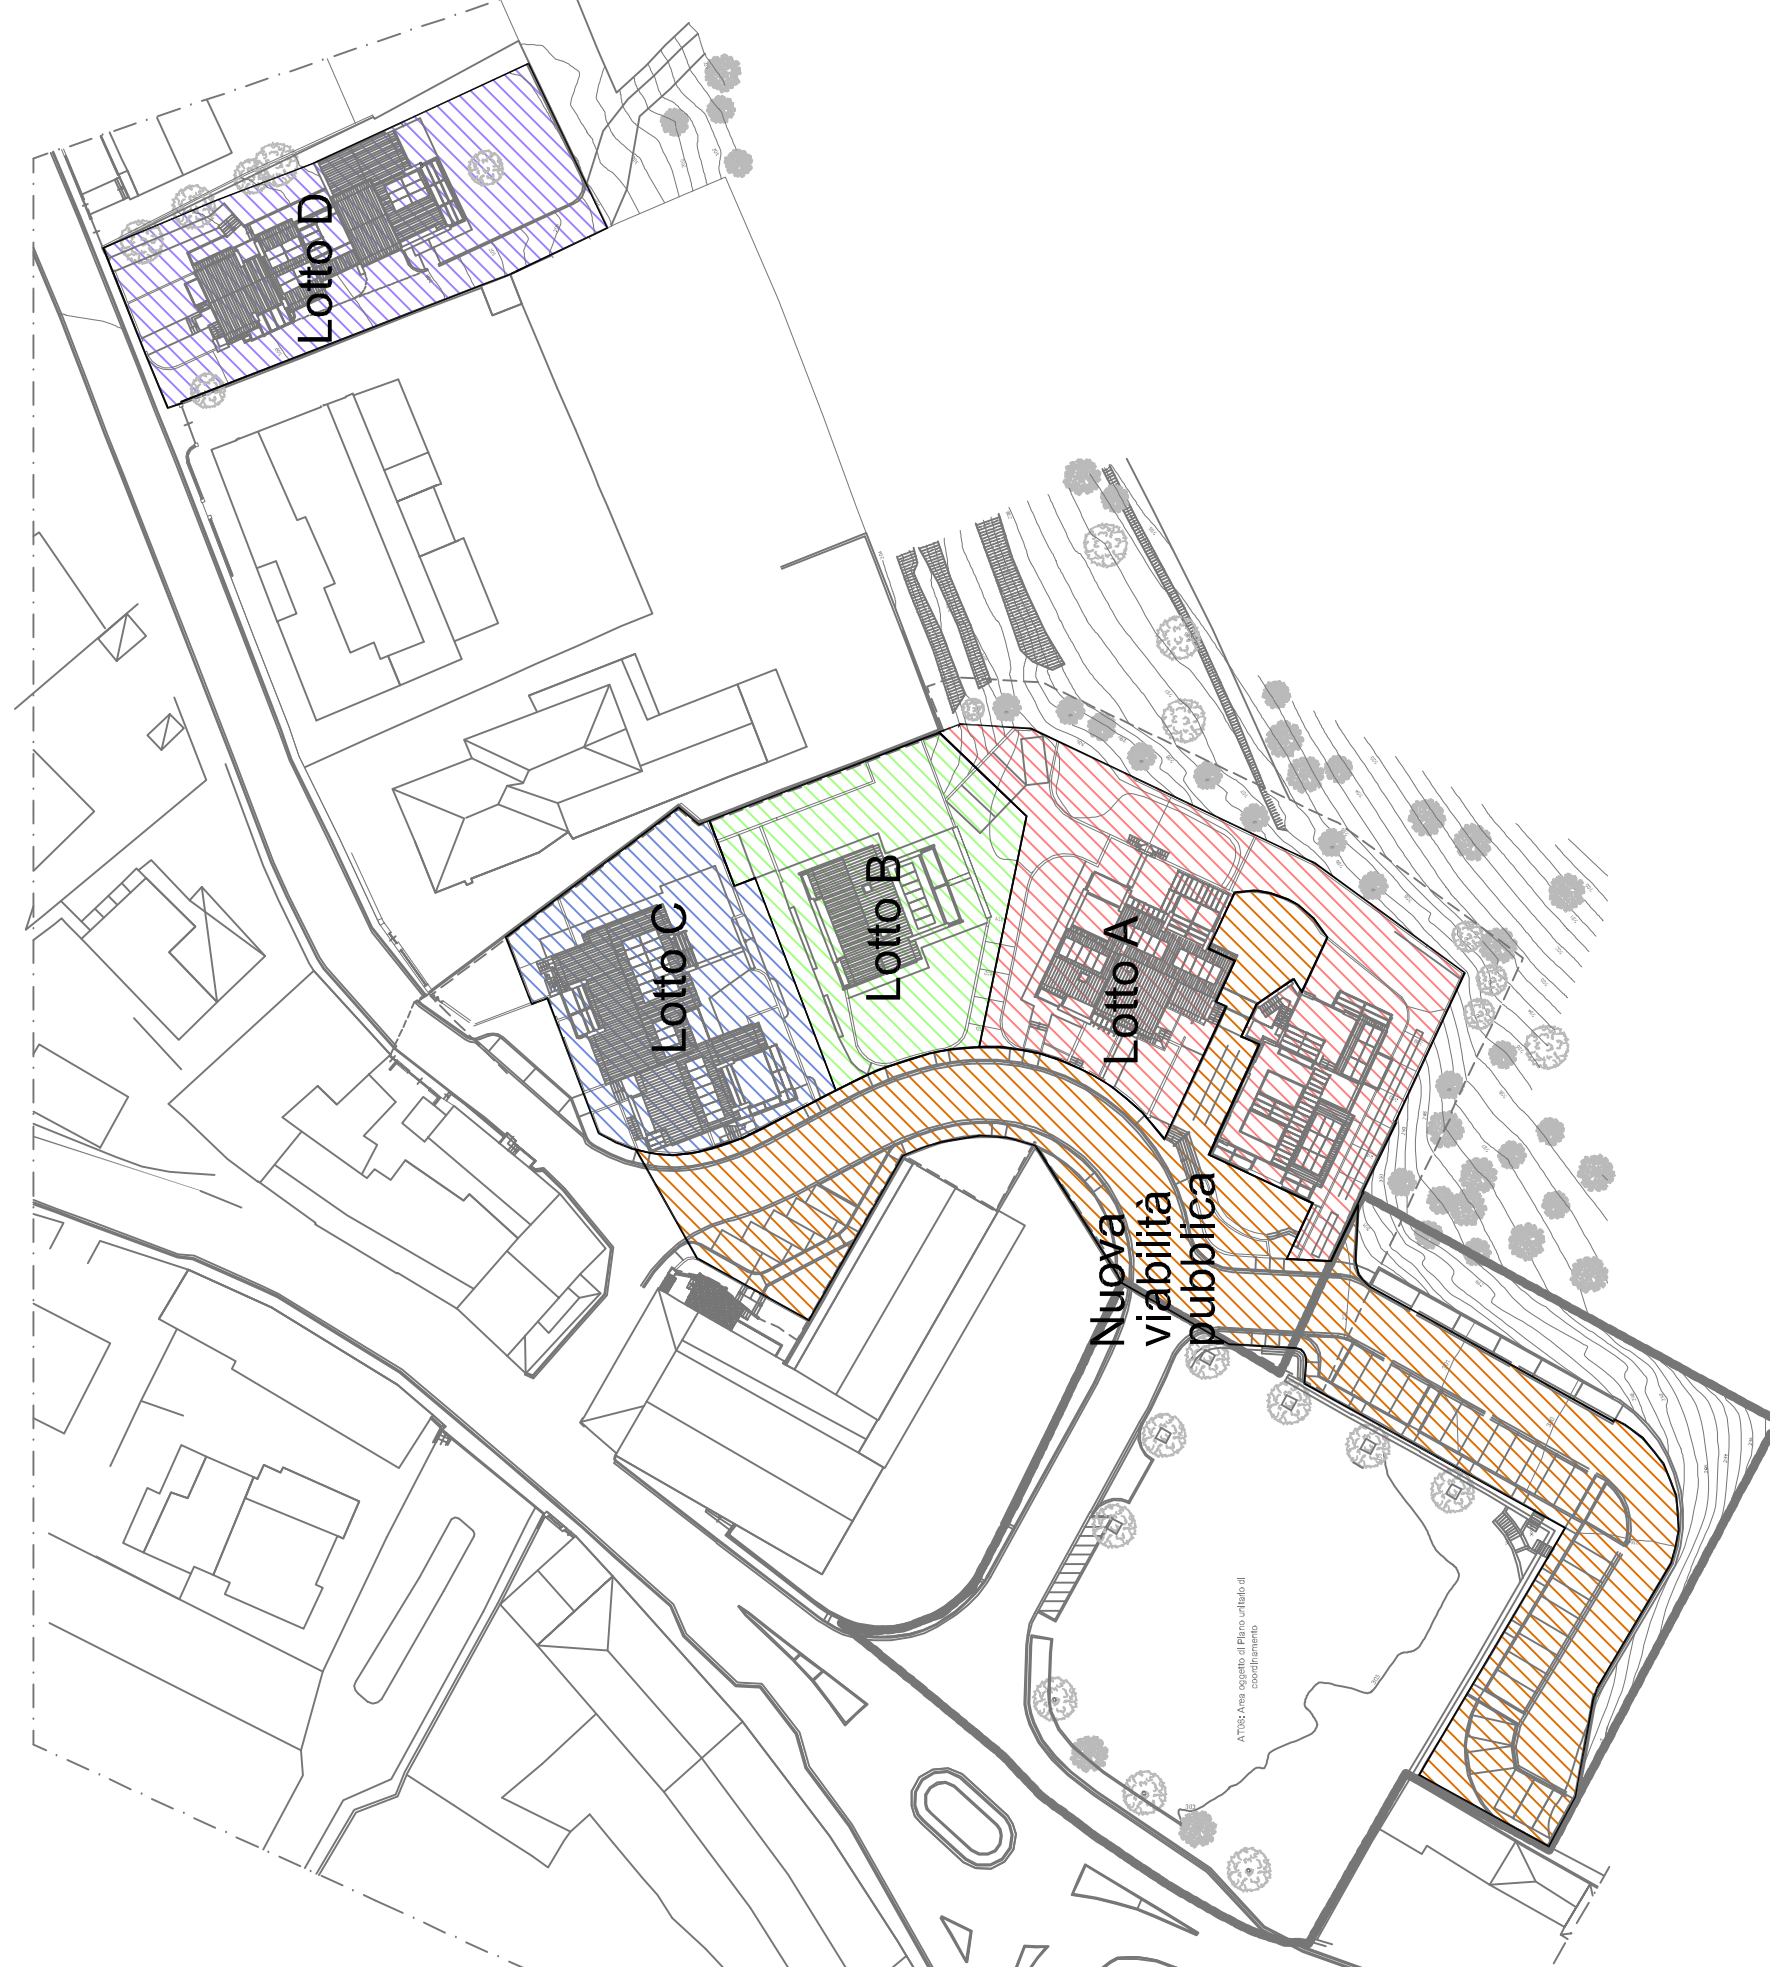 Lotto D
Lotto C
Lotto B
Lotto A
Nuova
viabilità
pubblica
AT06: Area oggetto di Piano unitario di
coordinamento